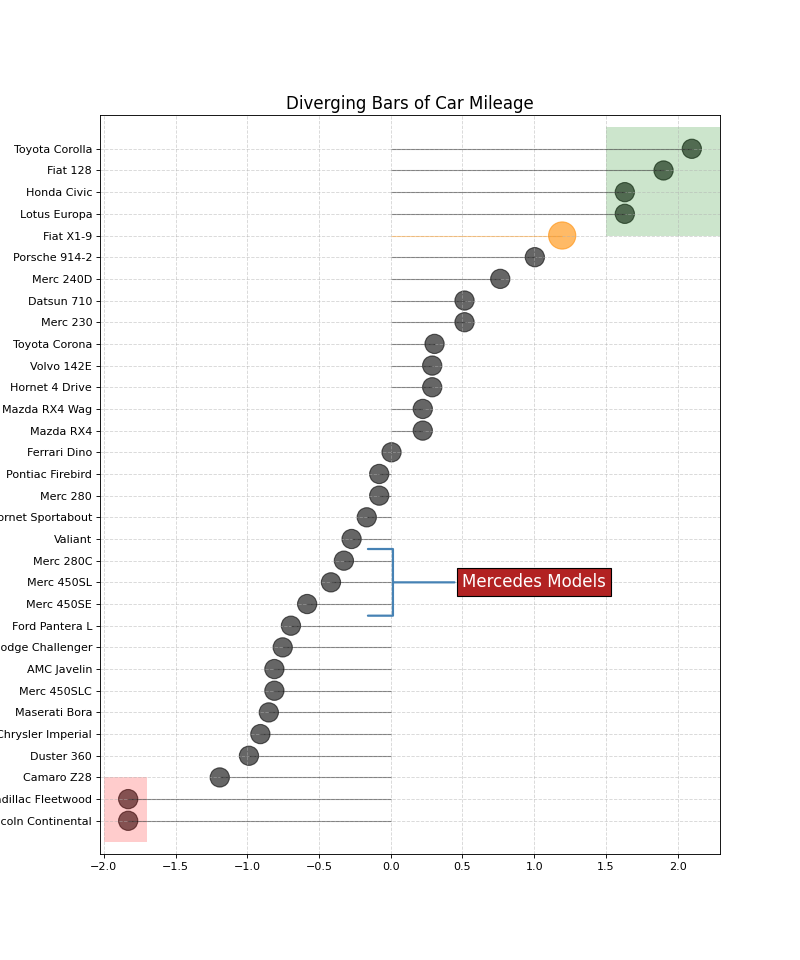 Diverging Bars of Car Mileage
Toyota Corolla
Fiat 128
Honda Civic
Lotus Europa
Fiat X1-9
Porsche 914-2
Merc 240D
Datsun 710
Merc 230
Toyota Corona
Volvo 142E
Hornet 4 Drive
Mazda RX4 Wag
Mazda RX4
Ferrari Dino
Pontiac Firebird
Merc 280
ornet Sportabout
Valiant
Merc 280C
Merc 450SL
Mercedes Models
Merc 450SE
Ford Pantera L
odge Challenger
AMC Javelin
Merc 450SLC
Maserati Bora
Chrysler Imperial
Duster 360
Camaro Z28
dillac Fleetwood
coln Continental
−2.0 −1.5 −1.0 −0.5 0.0 0.5 1.0 1.5 2.0